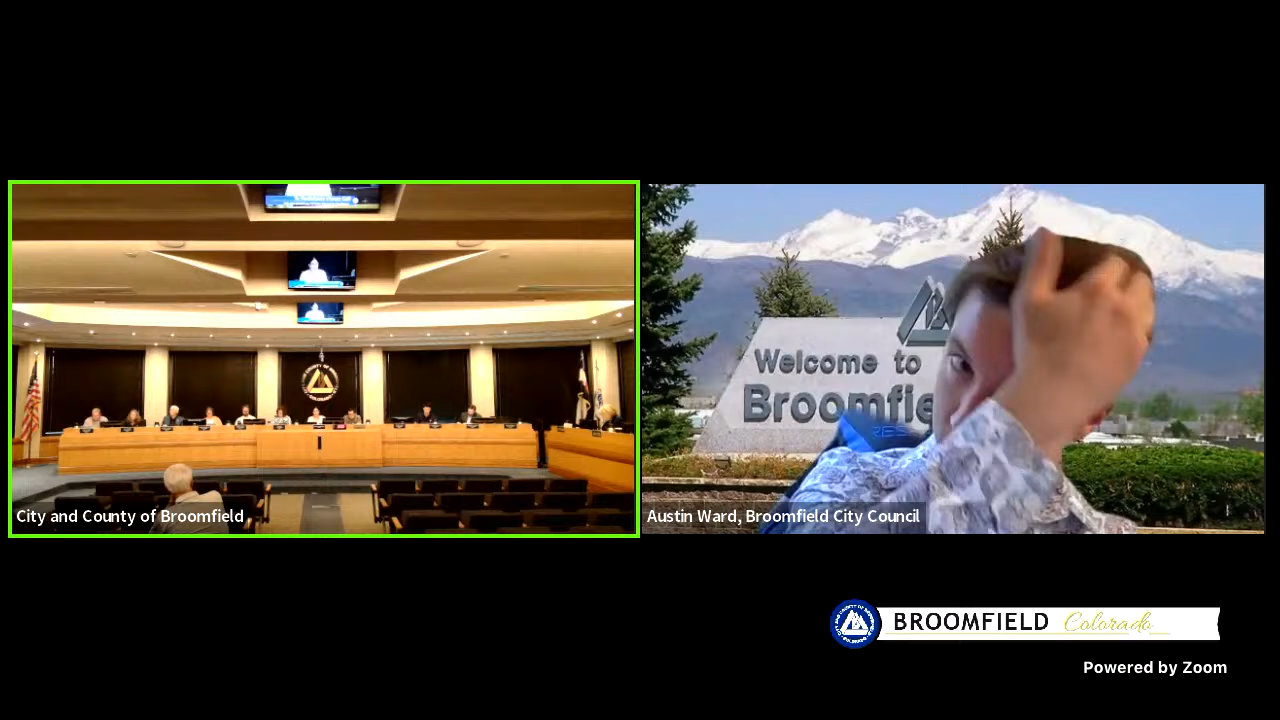 Welcome to
Broomfie
City and County of Broomfield
Austin Ward, Broomfield City Council
BROOMFIELD Colorado
Powered by Zoom